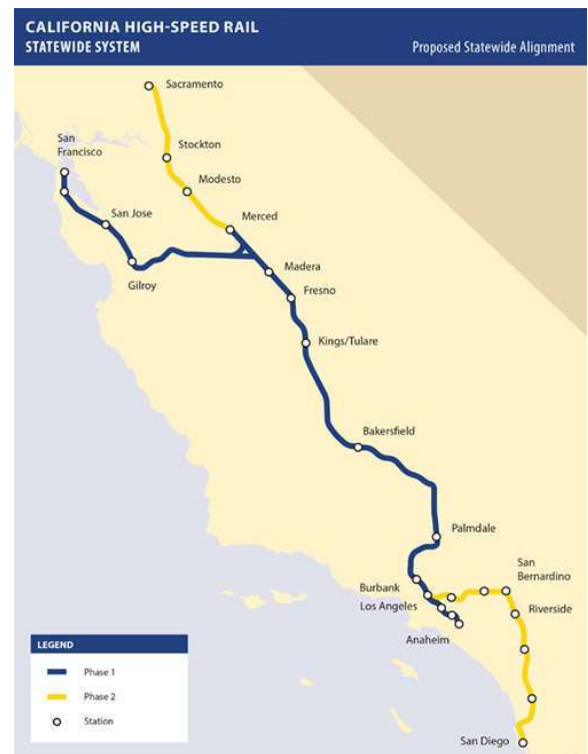 CALIFORNIA HIGH-SPEED RAIL
STATEWIDE SYSTEM
Proposed Statewide Alignment
Sacramento
San
Francisco
Stockton
Modesto
San Jose
Merced
Gilroy
Madera
Fresno
Kings/Tulare
Bakersfield
Palmdale
San
Bernardino
Burbank
Los Angeles
Riverside
Anaheim
San Diego
LEGEND
Phase 1
Phase 2
Station